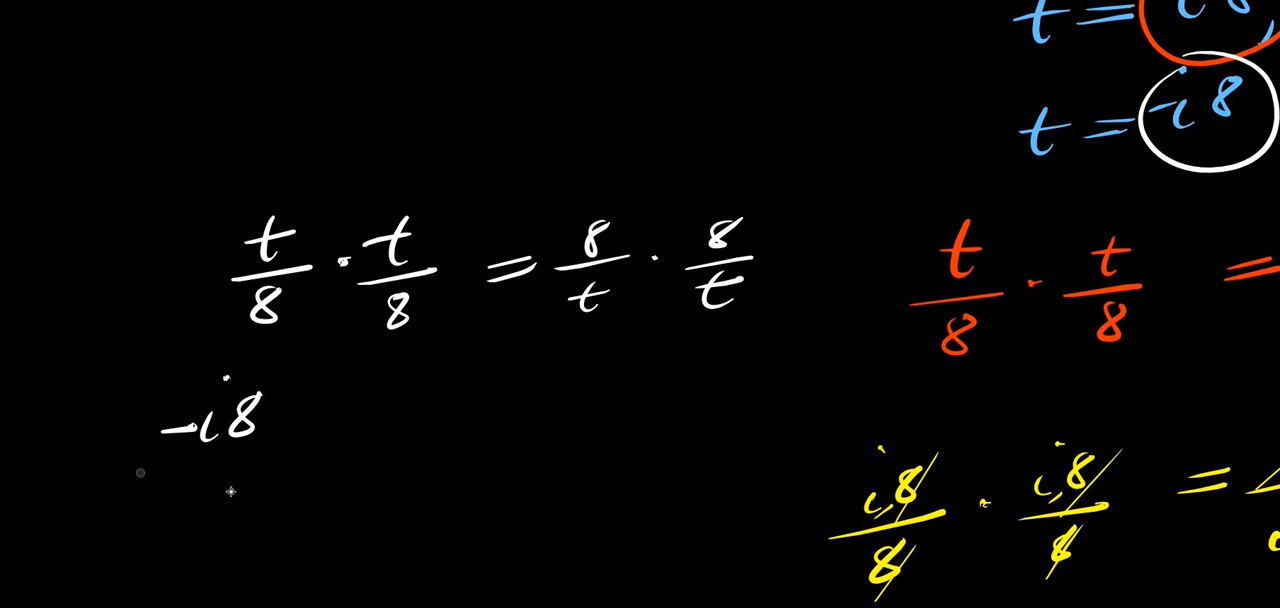 t = i8,
t = -i8
t/8 · t/8 = 8/t · 8/t
t/8 · t/8 =
-i8
i8/8 · i8/8 =